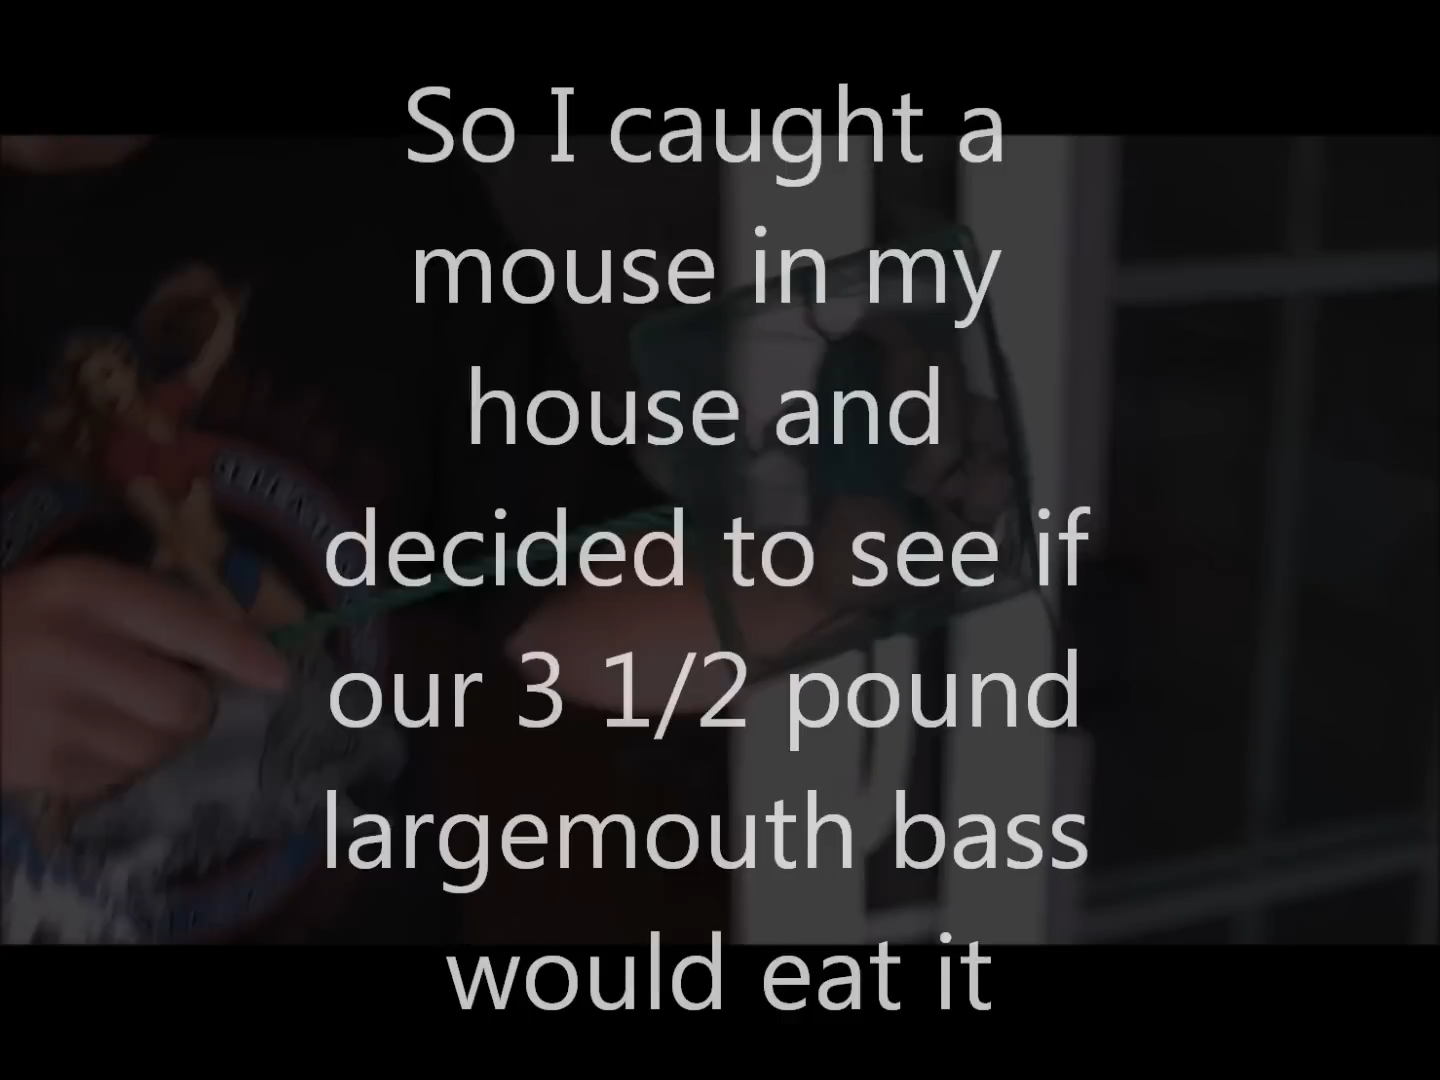 So I caught a
mouse in my
house and
decided to see if
our 3 1/2 pound
largemouth bass
would eat it